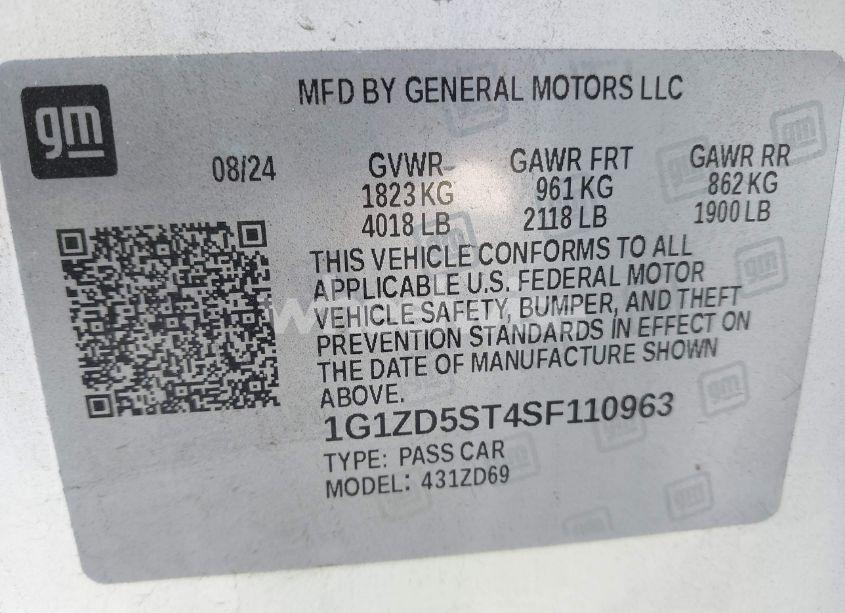 gm
MFD BY GENERAL MOTORS LLC
08/24
GVWR
1823 KG
4018 LB
GAWR FRT
961 KG
2118 LB
GAWR RR
862 KG
1900 LB
THIS VEHICLE CONFORMS TO ALL
APPLICABLE U.S. FEDERAL MOTOR
VEHICLE SAFETY, BUMPER, AND THEFT
PREVENTION STANDARDS IN EFFECT ON
THE DATE OF MANUFACTURE SHOWN
ABOVE.
1G1ZD5ST4SF110963
TYPE: PASS CAR
MODEL: 431ZD69